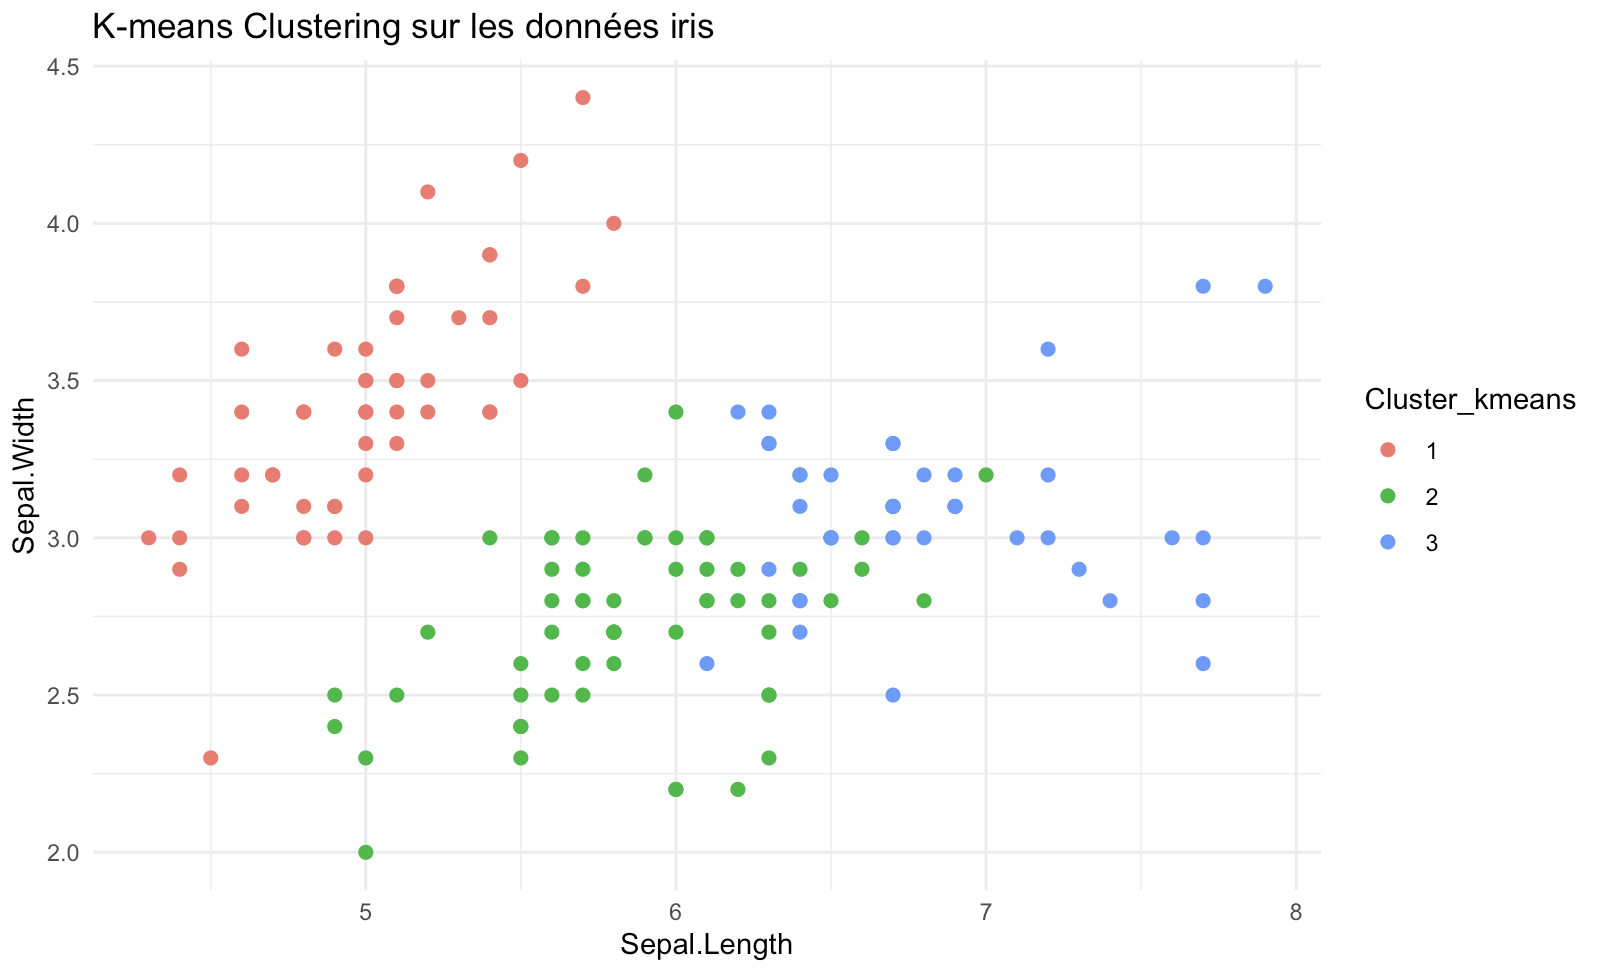 K-means Clustering sur les données iris
4.5
4.0
3.5
3.0
2.5
2.0
Sepal.Width
5 6 7 8
Sepal.Length
Cluster_kmeans
1
2
3